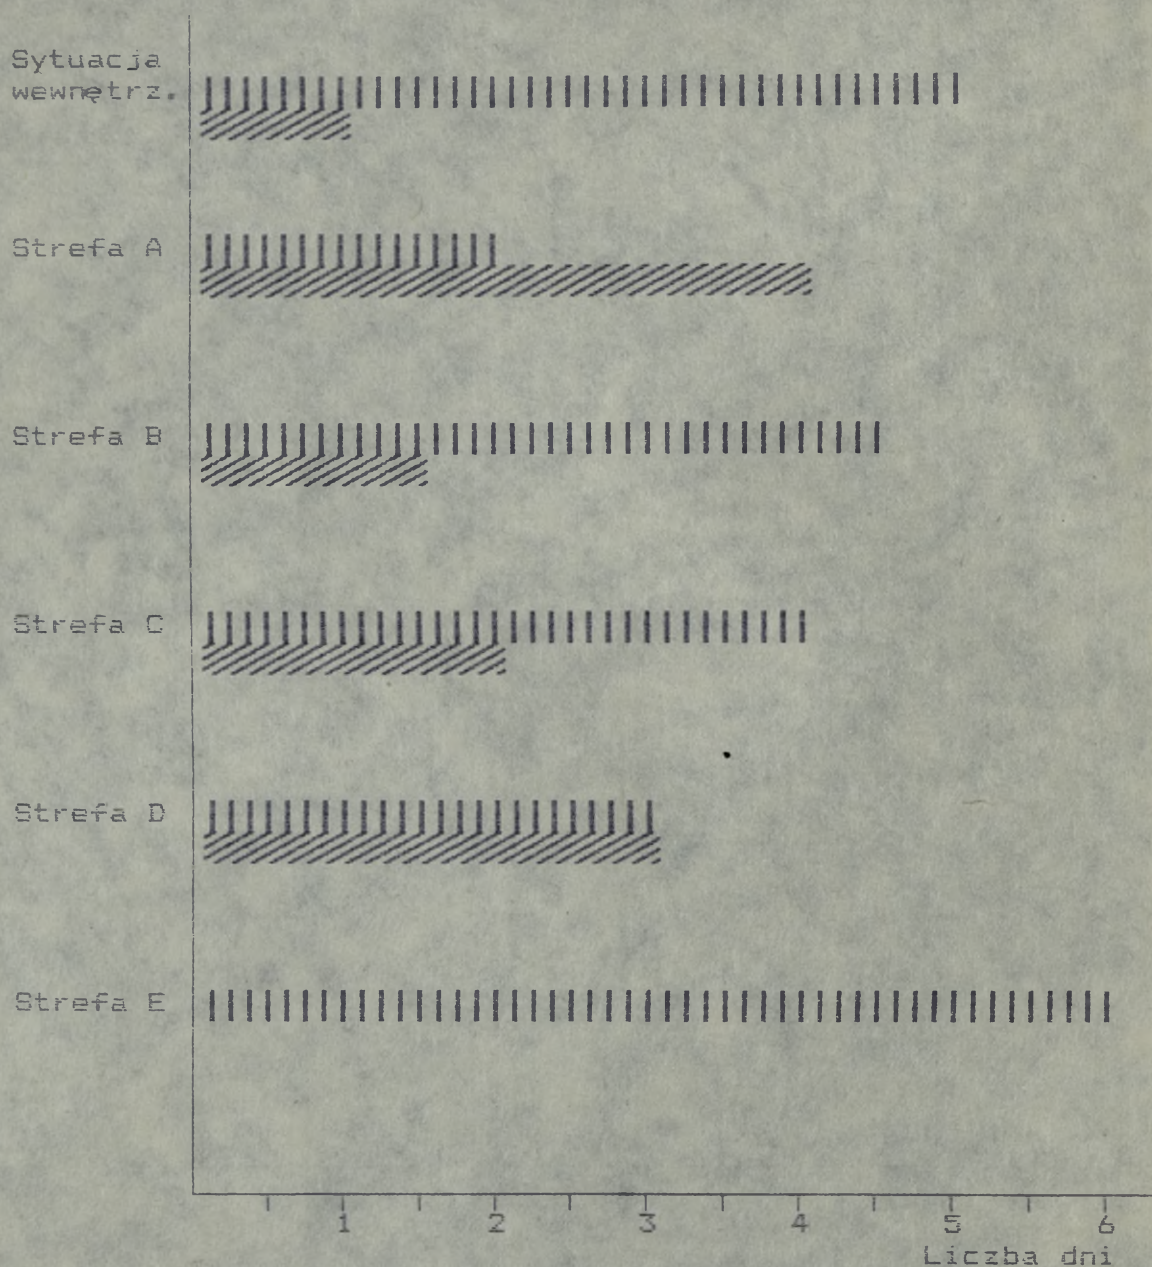 Sytuacja
wewnętrz.
Strefa A
Strefa B
Strefa C
Strefa D
Strefa E
1 2 3 4 5 6
Liczba dni